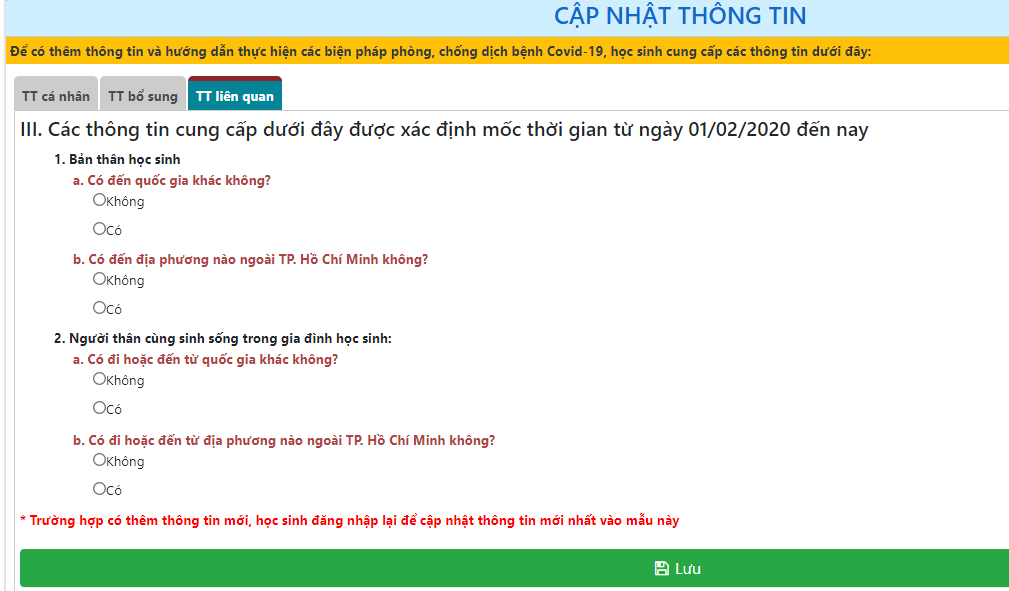 CẬP NHẬT THÔNG TIN
Để có thêm thông tin và hướng dẫn thực hiện các biện pháp phòng, chống dịch bệnh Covid-19, học sinh cung cấp các thông tin dưới đây:
TT cá nhân TT bổ sung TT liên quan
III. Các thông tin cung cấp dưới đây được xác định mốc thời gian từ ngày 01/02/2020 đến nay
1. Bản thân học sinh
a. Có đến quốc gia khác không?
Không
Có
b. Có đến địa phương nào ngoài TP. Hồ Chí Minh không?
Không
Có
2. Người thân cùng sinh sống trong gia đình học sinh:
a. Có đi hoặc đến từ quốc gia khác không?
Không
Có
b. Có đi hoặc đến từ địa phương nào ngoài TP. Hồ Chí Minh không?
Không
Có
* Trường hợp có thêm thông tin mới, học sinh đăng nhập lại để cập nhật thông tin mới nhất vào mẫu này
Lưu